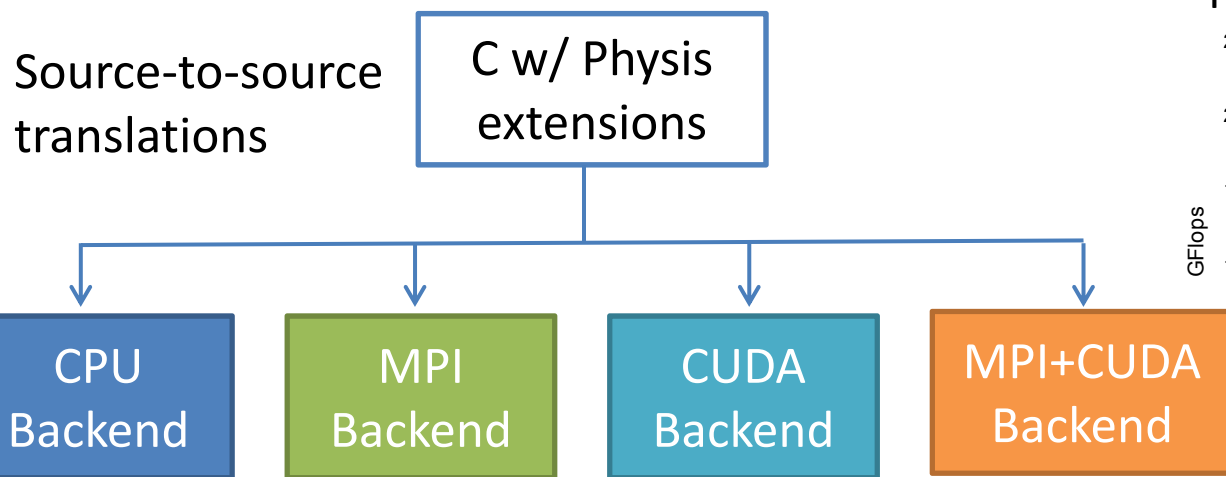 Source-to-source
translations
C w/ Physis
extensions
GFlops
CPU
Backend
MPI
Backend
CUDA
Backend
MPI+CUDA
Backend